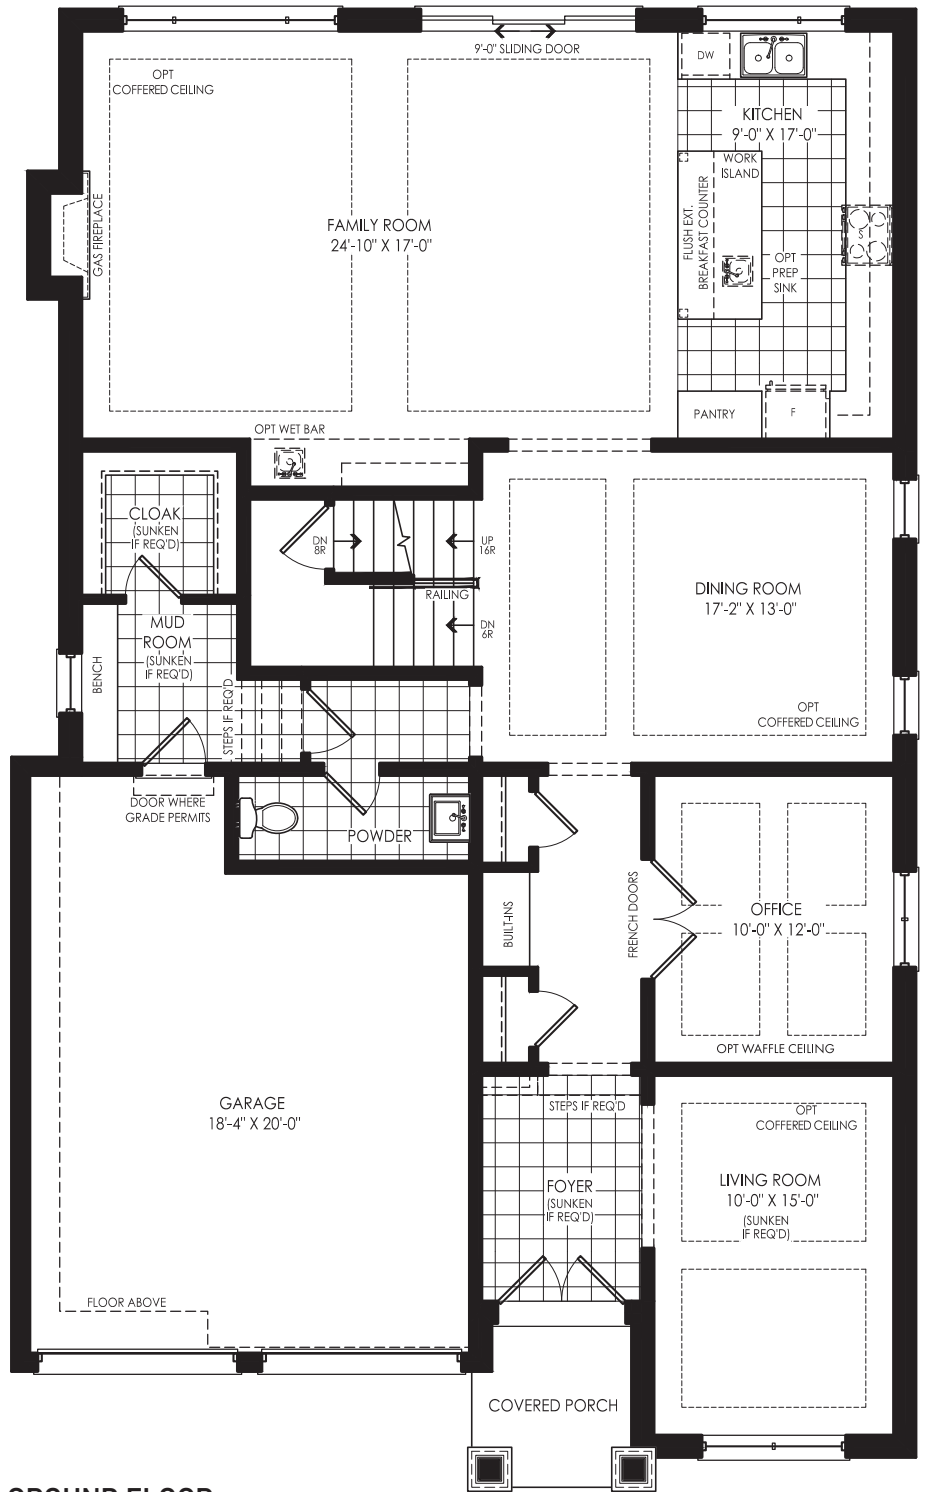 9'-0" SLIDING DOOR
OPT
COFFERED CEILING
DW
KITCHEN
9'-0" X 17'-0"
WORK
ISLAND
FLUSH EXT.
BREAKFAST COUNTER
GAS FIREPLACE
FAMILY ROOM
24'-10" X 17'-0"
S
OPT
PREP
SINK
PANTRY
F
OPT WET BAR
CLOAK
(SUNKEN
IF REQ'D)
DN
8R
UP
16R
RAILING
DN
6R
DINING ROOM
17'-2" X 13'-0"
OPT
COFFERED CEILING
MUD
ROOM
(SUNKEN
IF REQ'D)
BENCH
STEPS IF REQ'D
DOOR WHERE
GRADE PERMITS
POWDER
BUILT-INS
FRENCH DOORS
OFFICE
10'-0" X 12'-0"
OPT WAFFLE CEILING
GARAGE
18'-4" X 20'-0"
STEPS IF REQ'D
OPT
COFFERED CEILING
FOYER
(SUNKEN
IF REQ'D)
LIVING ROOM
10'-0" X 15'-0"
(SUNKEN
IF REQ'D)
FLOOR ABOVE
COVERED PORCH
GROUND FLOOR